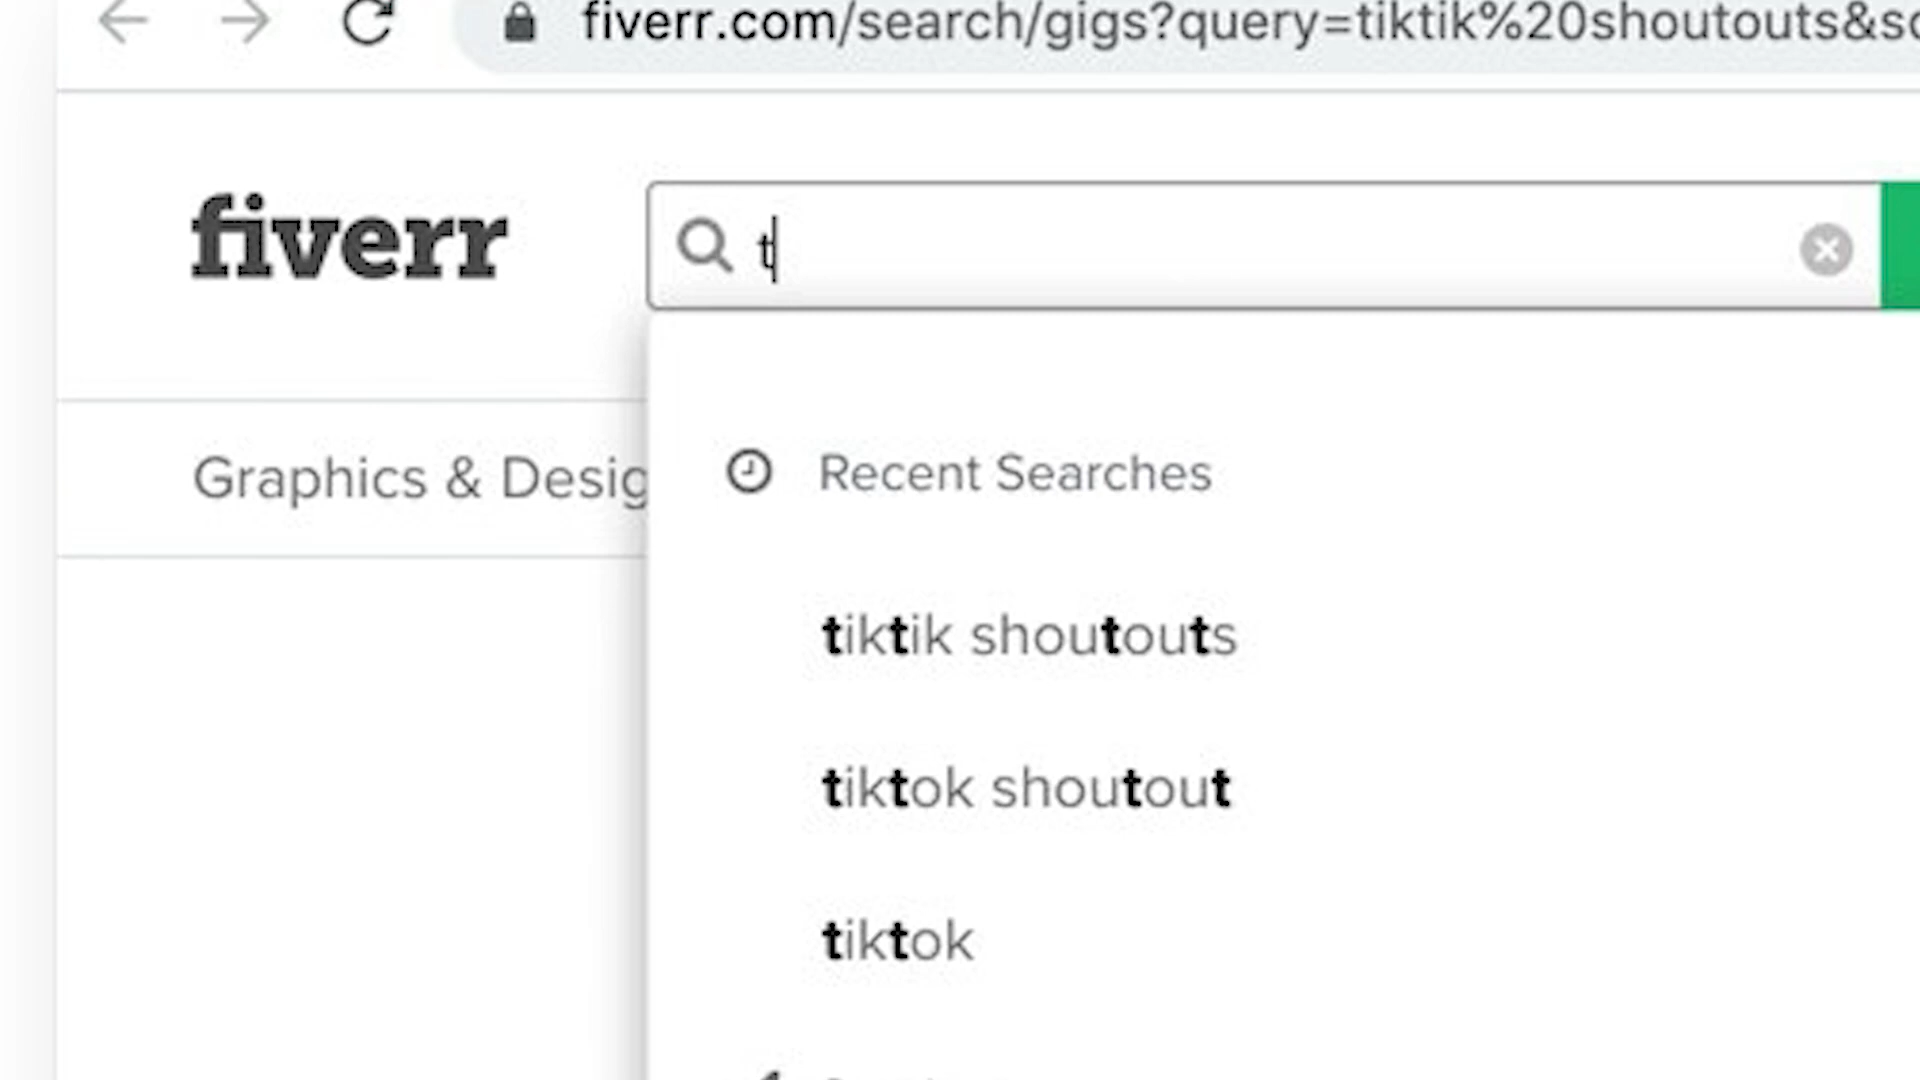 fiverr.com/search/gigs?query=tiktik%20shoutouts&s
fiverr
t
Graphics & Desig
Recent Searches
tiktik shoutouts
tiktok shoutout
tiktok